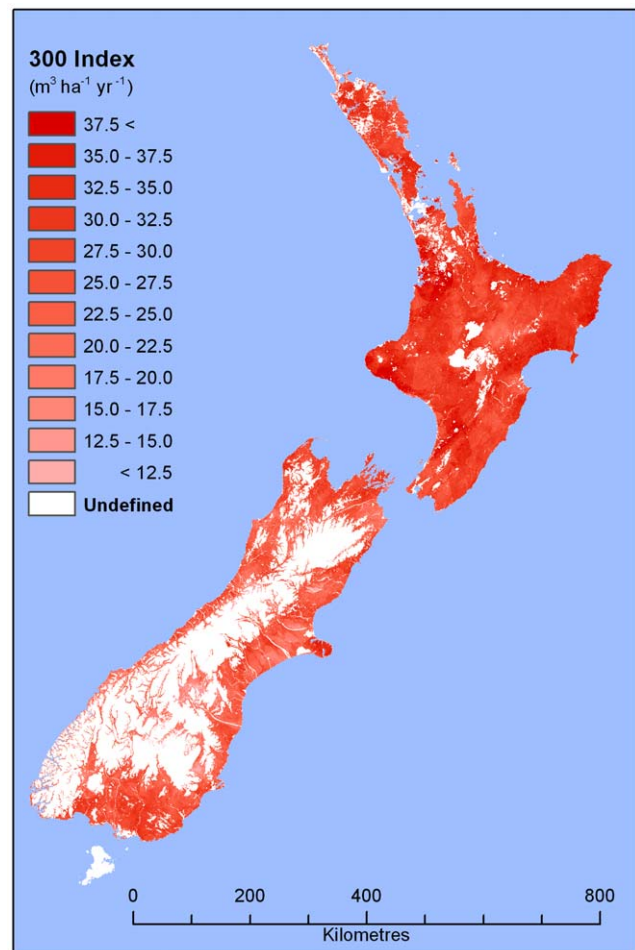 300 Index
(m³ ha⁻¹ yr⁻¹)
37.5 <
35.0 - 37.5
32.5 - 35.0
30.0 - 32.5
27.5 - 30.0
25.0 - 27.5
22.5 - 25.0
20.0 - 22.5
17.5 - 20.0
15.0 - 17.5
12.5 - 15.0
< 12.5
Undefined
0 200 400 800
Kilometres